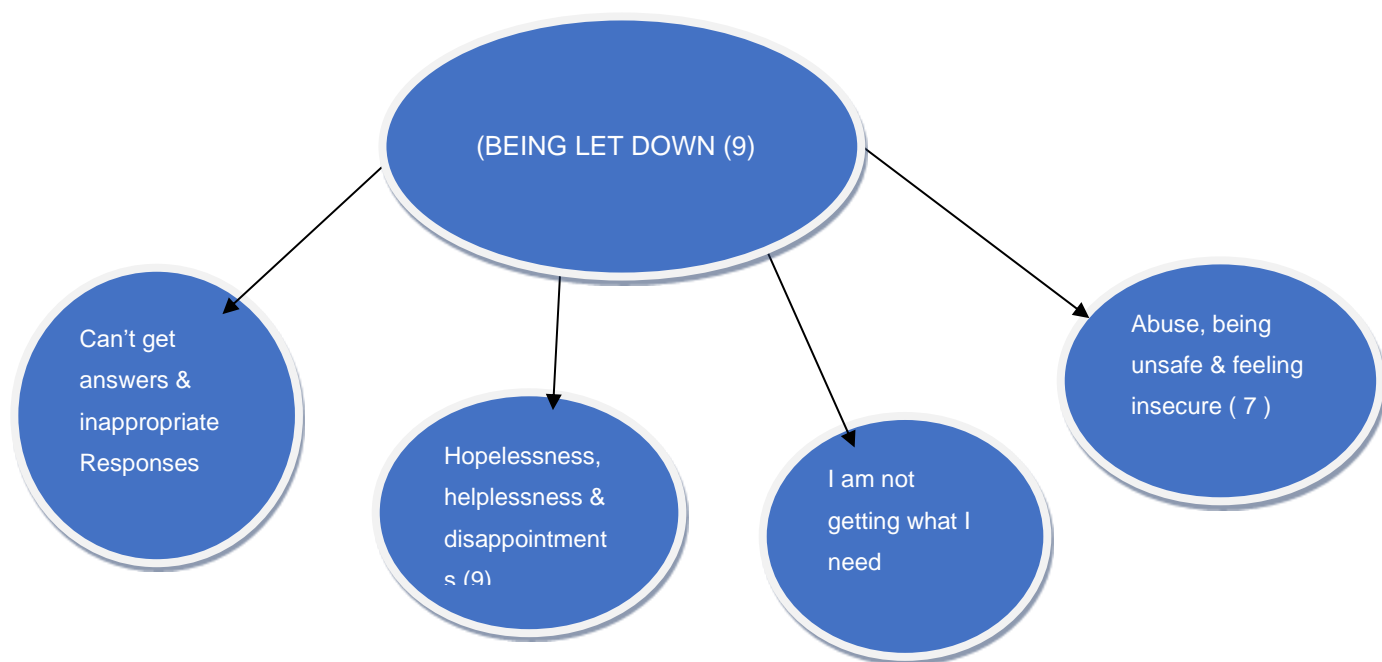 (BEING LET DOWN (9)
Can’t get
answers &
inappropriate
Responses
Hopelessness,
helplessness &
disappointment
s (9)
I am not
getting what I
need
Abuse, being
unsafe & feeling
insecure ( 7 )